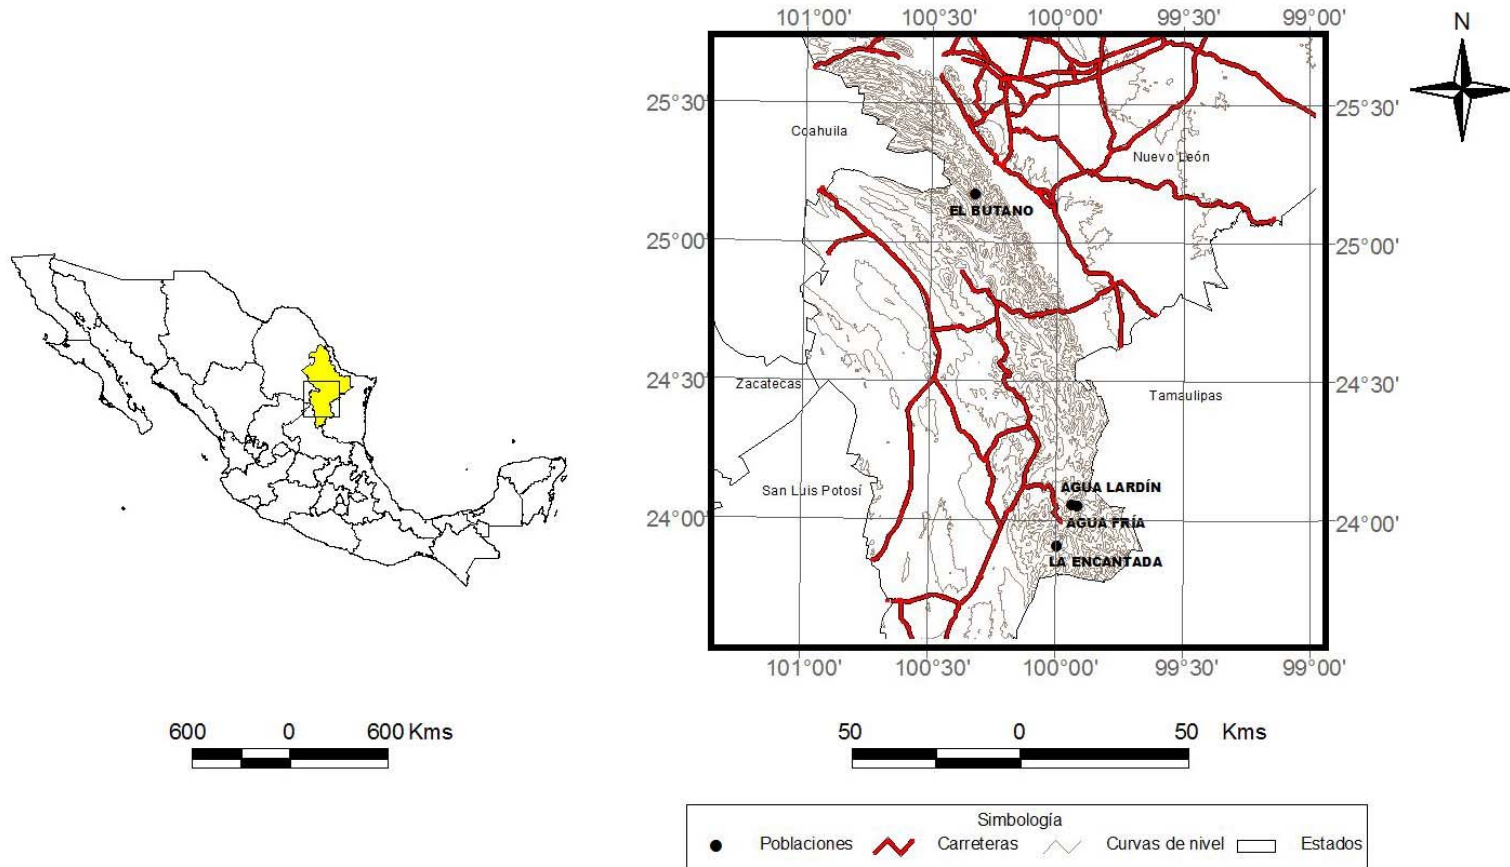 101°00' 100°30' 100°00' 99°30' 99°00'
N
25°30' 25°30'
Coahuila
Nuevo León
EL BUTANO
25°00' 25°00'
24°30' 24°30'
Zacatecas
Tamaulipas
AGUA LARDÍN
San Luis Potosí
24°00' 24°00'
AGUA FRÍA
LA ENCANTADA
101°00' 100°30' 100°00' 99°30' 99°00'
600 0 600 Kms
50 0 50 Kms
Simbología
Poblaciones Carreteras Curvas de nivel Estados